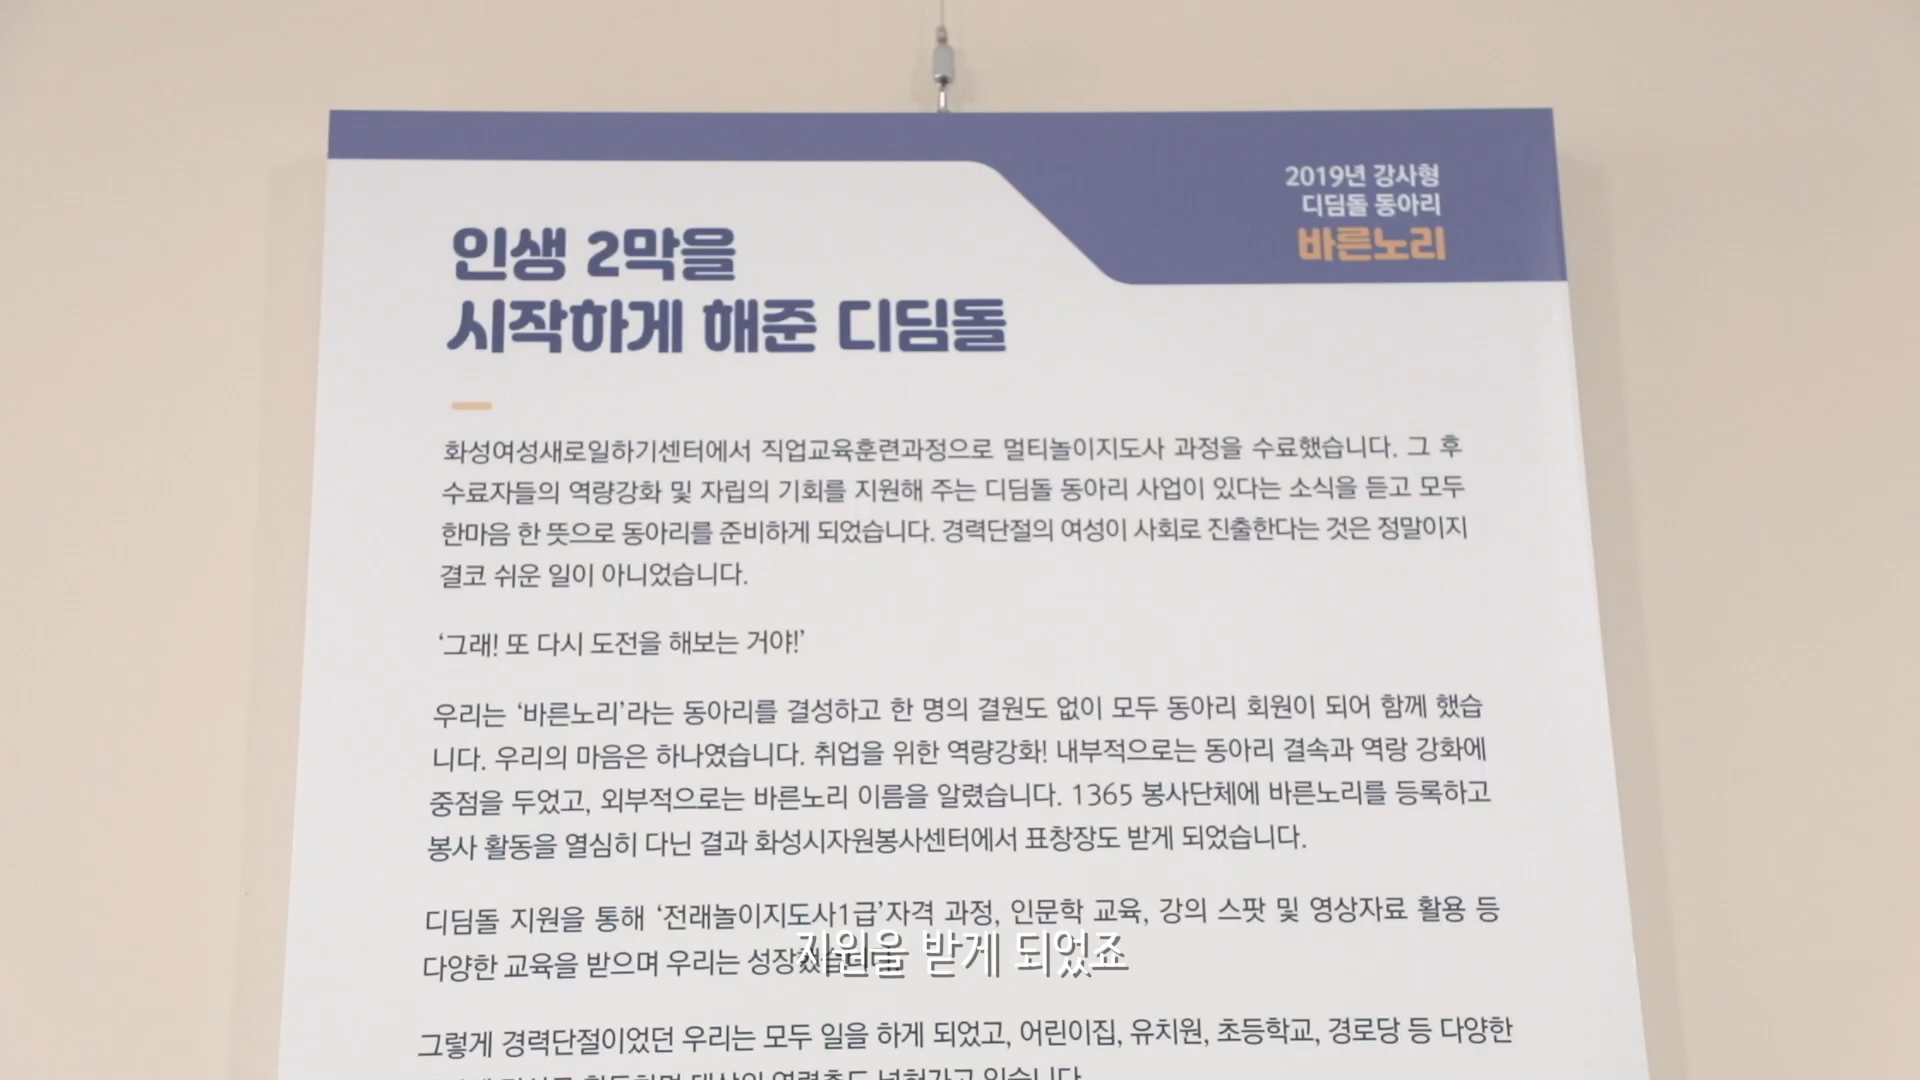 2019년 강사형
디딤돌 동아리
바른노리
인생 2막을
시작하게 해준 디딤돌
화성여성새로일하기센터에서 직업교육훈련과정으로 멀티놀이지도사 과정을 수료했습니다. 그 후
수료자들의 역량강화 및 자립의 기회를 지원해 주는 디딤돌 동아리 사업이 있다는 소식을 듣고 모두
한마음 한 뜻으로 동아리를 준비하게 되었습니다. 경력단절의 여성이 사회로 진출한다는 것은 정말이지
결코 쉬운 일이 아니었습니다.
‘그래! 또 다시 도전을 해보는 거야!’
우리는 ‘바른노리’라는 동아리를 결성하고 한 명의 결원도 없이 모두 동아리 회원이 되어 함께 했습
니다. 우리의 마음은 하나였습니다. 취업을 위한 역량강화! 내부적으로는 동아리 결속과 역랑 강화에
중점을 두었고, 외부적으로는 바른노리 이름을 알렸습니다. 1365 봉사단체에 바른노리를 등록하고
봉사 활동을 열심히 다닌 결과 화성시자원봉사센터에서 표창장도 받게 되었습니다.
디딤돌 지원을 통해 ‘전래놀이지도사1급’자격 과정, 인문학 교육, 강의 스팟 및 영상자료 활용 등
다양한 교육을 받으며 우리는 성장했습니다.
지원을 받게 되었죠
그렇게 경력단절이었던 우리는 모두 일을 하게 되었고, 어린이집, 유치원, 초등학교, 경로당 등 다양한
넓혀가고 있습니다.